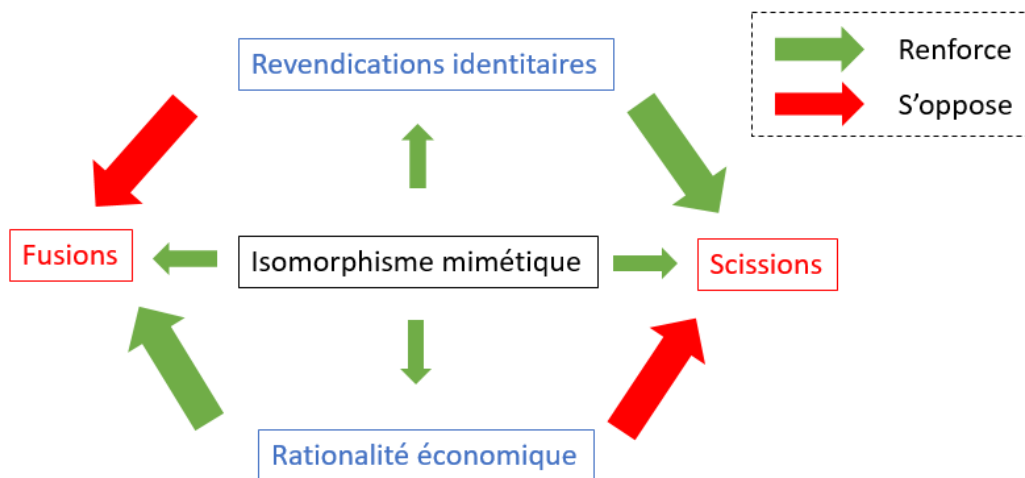 Revendications identitaires
Renforce
S'oppose
Fusions
Isomorphisme mimétique
Scissions
Rationalité économique